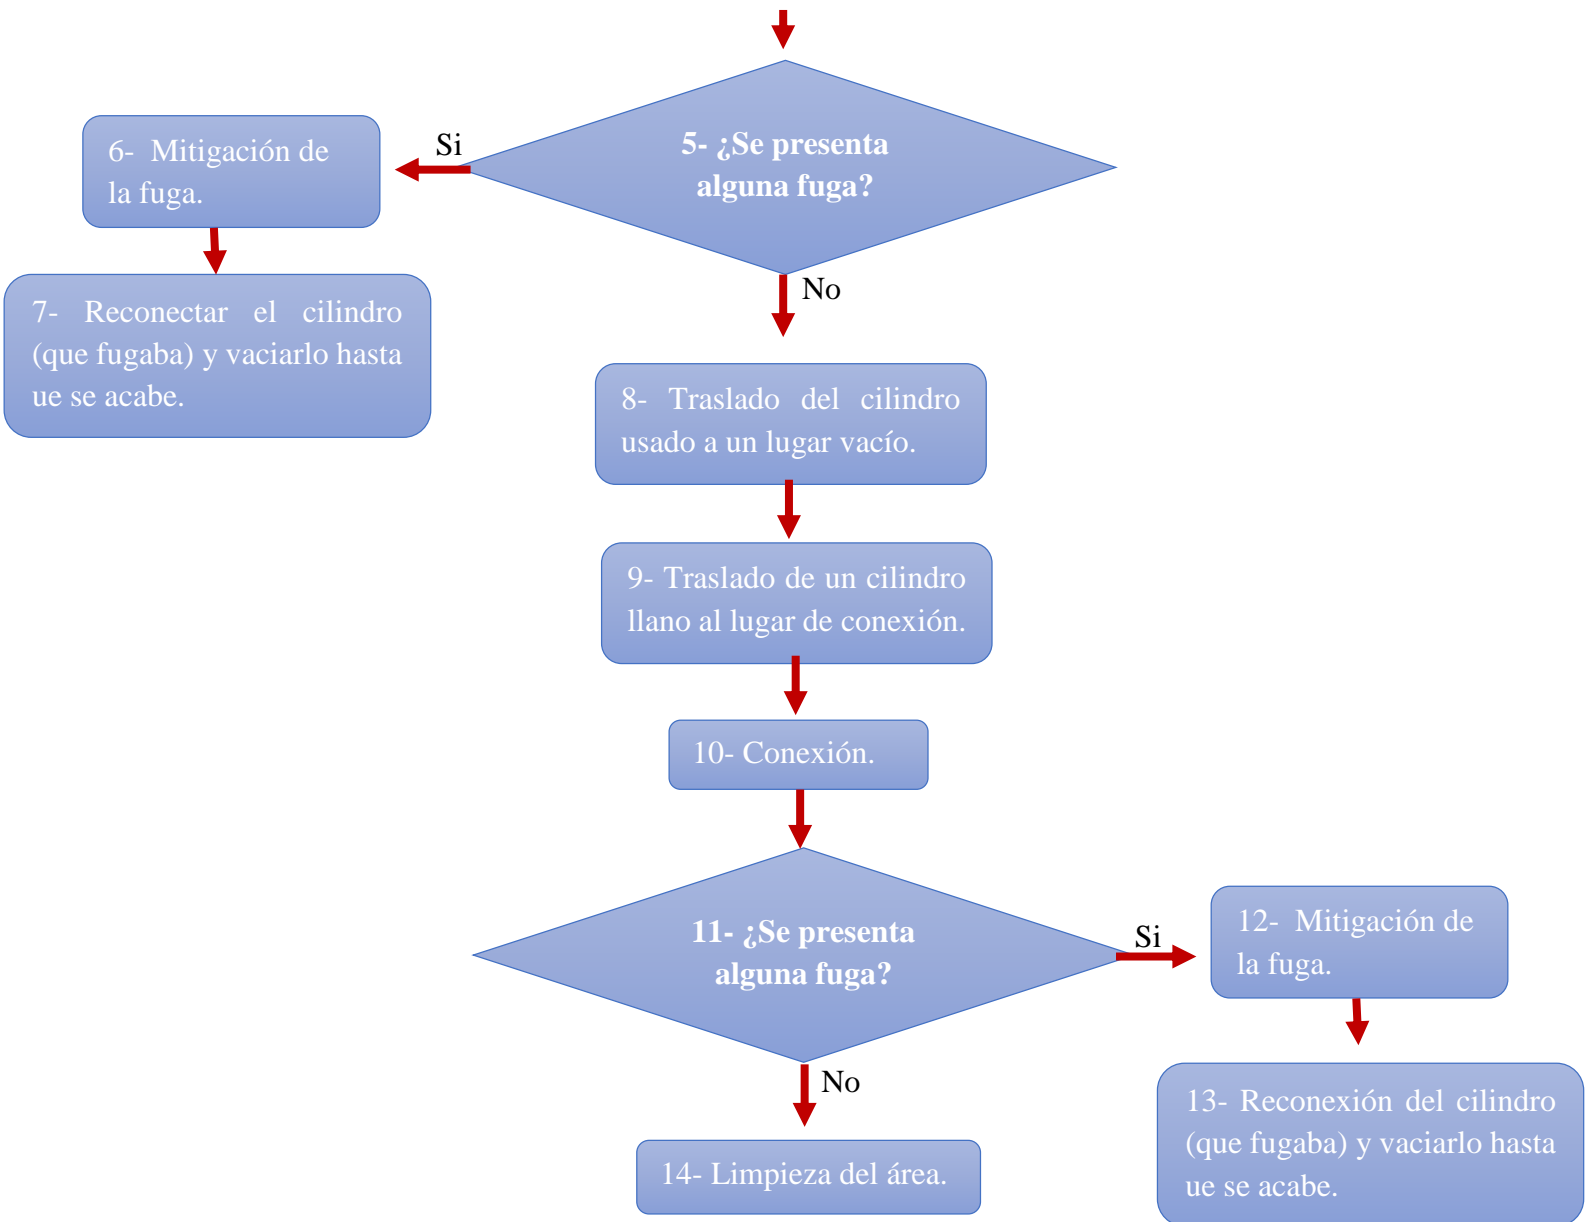 5- ¿Se presenta
alguna fuga?
Si
6- Mitigación de
la fuga.
7- Reconectar el cilindro
(que fugaba) y vaciarlo hasta
ue se acabe.
No
8- Traslado del cilindro
usado a un lugar vacío.
9- Traslado de un cilindro
llano al lugar de conexión.
10- Conexión.
11- ¿Se presenta
alguna fuga?
Si
12- Mitigación de
la fuga.
13- Reconexión del cilindro
(que fugaba) y vaciarlo hasta
ue se acabe.
No
14- Limpieza del área.